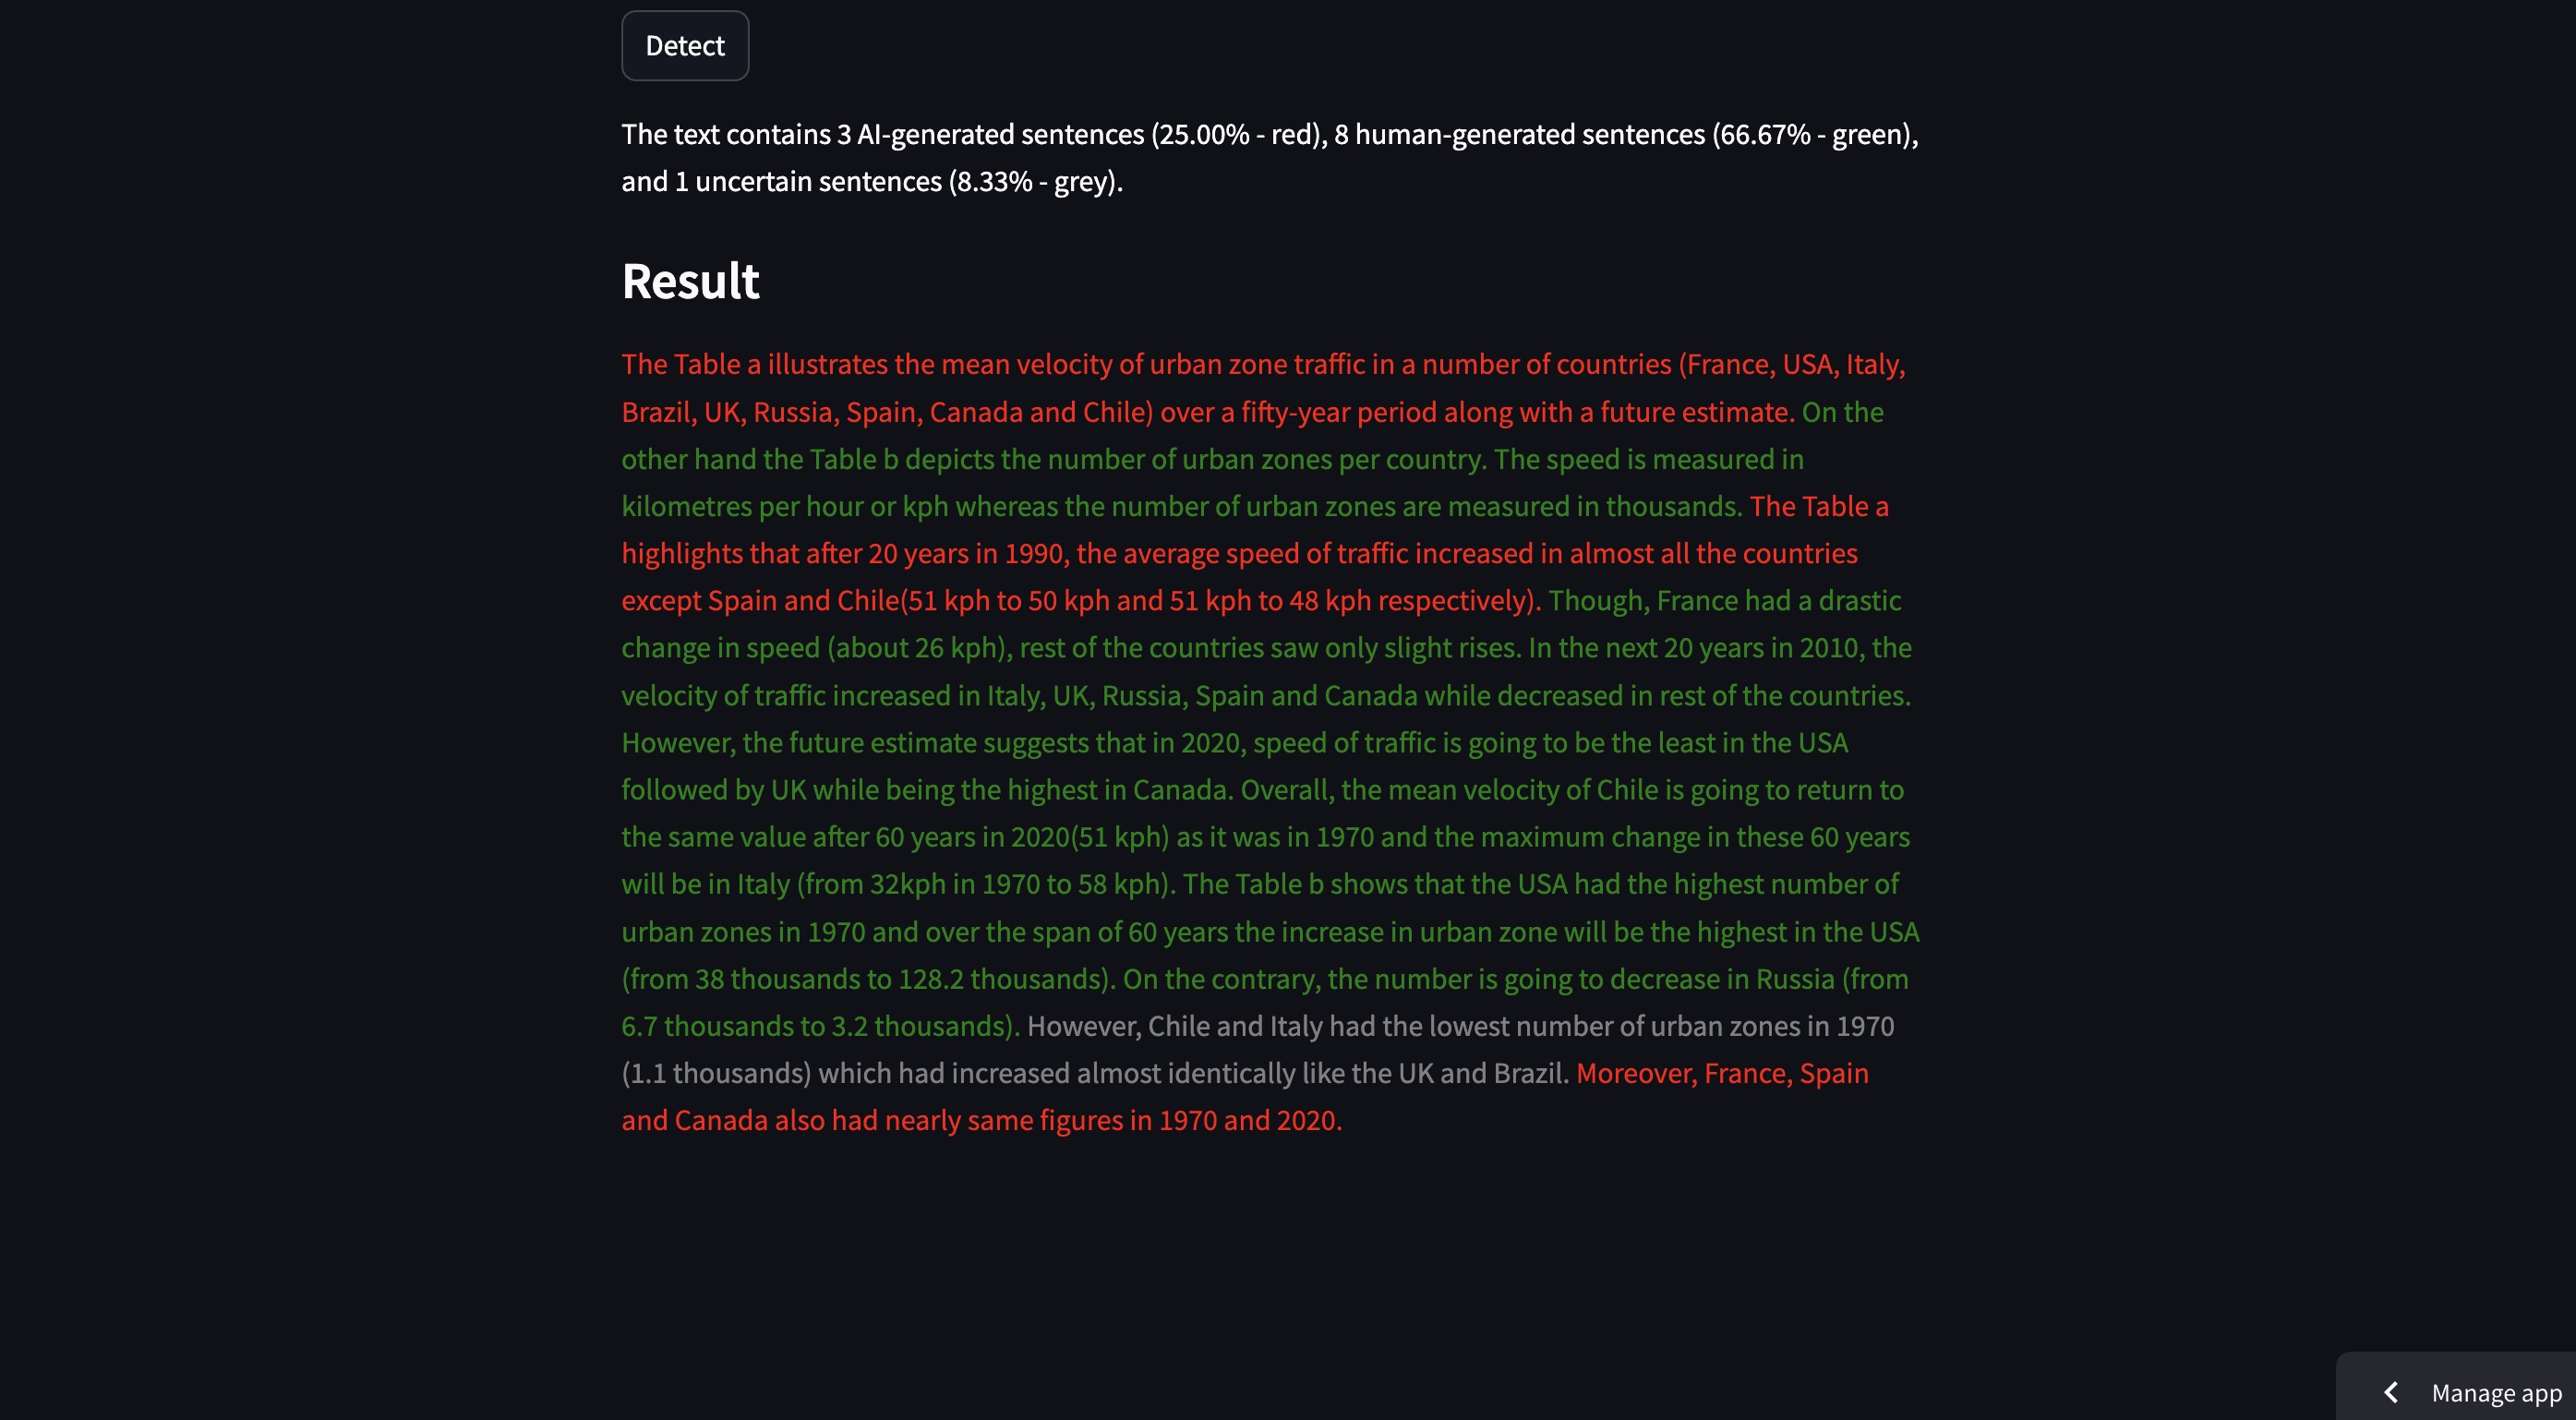 Detect
The text contains 3 AI-generated sentences (25.00% - red), 8 human-generated sentences (66.67% - green),
and 1 uncertain sentences (8.33% - grey).
Result
The Table a illustrates the mean velocity of urban zone traffic in a number of countries (France, USA, Italy,
Brazil, UK, Russia, Spain, Canada and Chile) over a fifty-year period along with a future estimate. On the
other hand the Table b depicts the number of urban zones per country. The speed is measured in
kilometres per hour or kph whereas the number of urban zones are measured in thousands. The Table a
highlights that after 20 years in 1990, the average speed of traffic increased in almost all the countries
except Spain and Chile(51 kph to 50 kph and 51 kph to 48 kph respectively). Though, France had a drastic
change in speed (about 26 kph), rest of the countries saw only slight rises. In the next 20 years in 2010, the
velocity of traffic increased in Italy, UK, Russia, Spain and Canada while decreased in rest of the countries.
However, the future estimate suggests that in 2020, speed of traffic is going to be the least in the USA
followed by UK while being the highest in Canada. Overall, the mean velocity of Chile is going to return to
the same value after 60 years in 2020(51 kph) as it was in 1970 and the maximum change in these 60 years
will be in Italy (from 32kph in 1970 to 58 kph). The Table b shows that the USA had the highest number of
urban zones in 1970 and over the span of 60 years the increase in urban zone will be the highest in the USA
(from 38 thousands to 128.2 thousands). On the contrary, the number is going to decrease in Russia (from
6.7 thousands to 3.2 thousands). However, Chile and Italy had the lowest number of urban zones in 1970
(1.1 thousands) which had increased almost identically like the UK and Brazil. Moreover, France, Spain
and Canada also had nearly same figures in 1970 and 2020.
Manage app